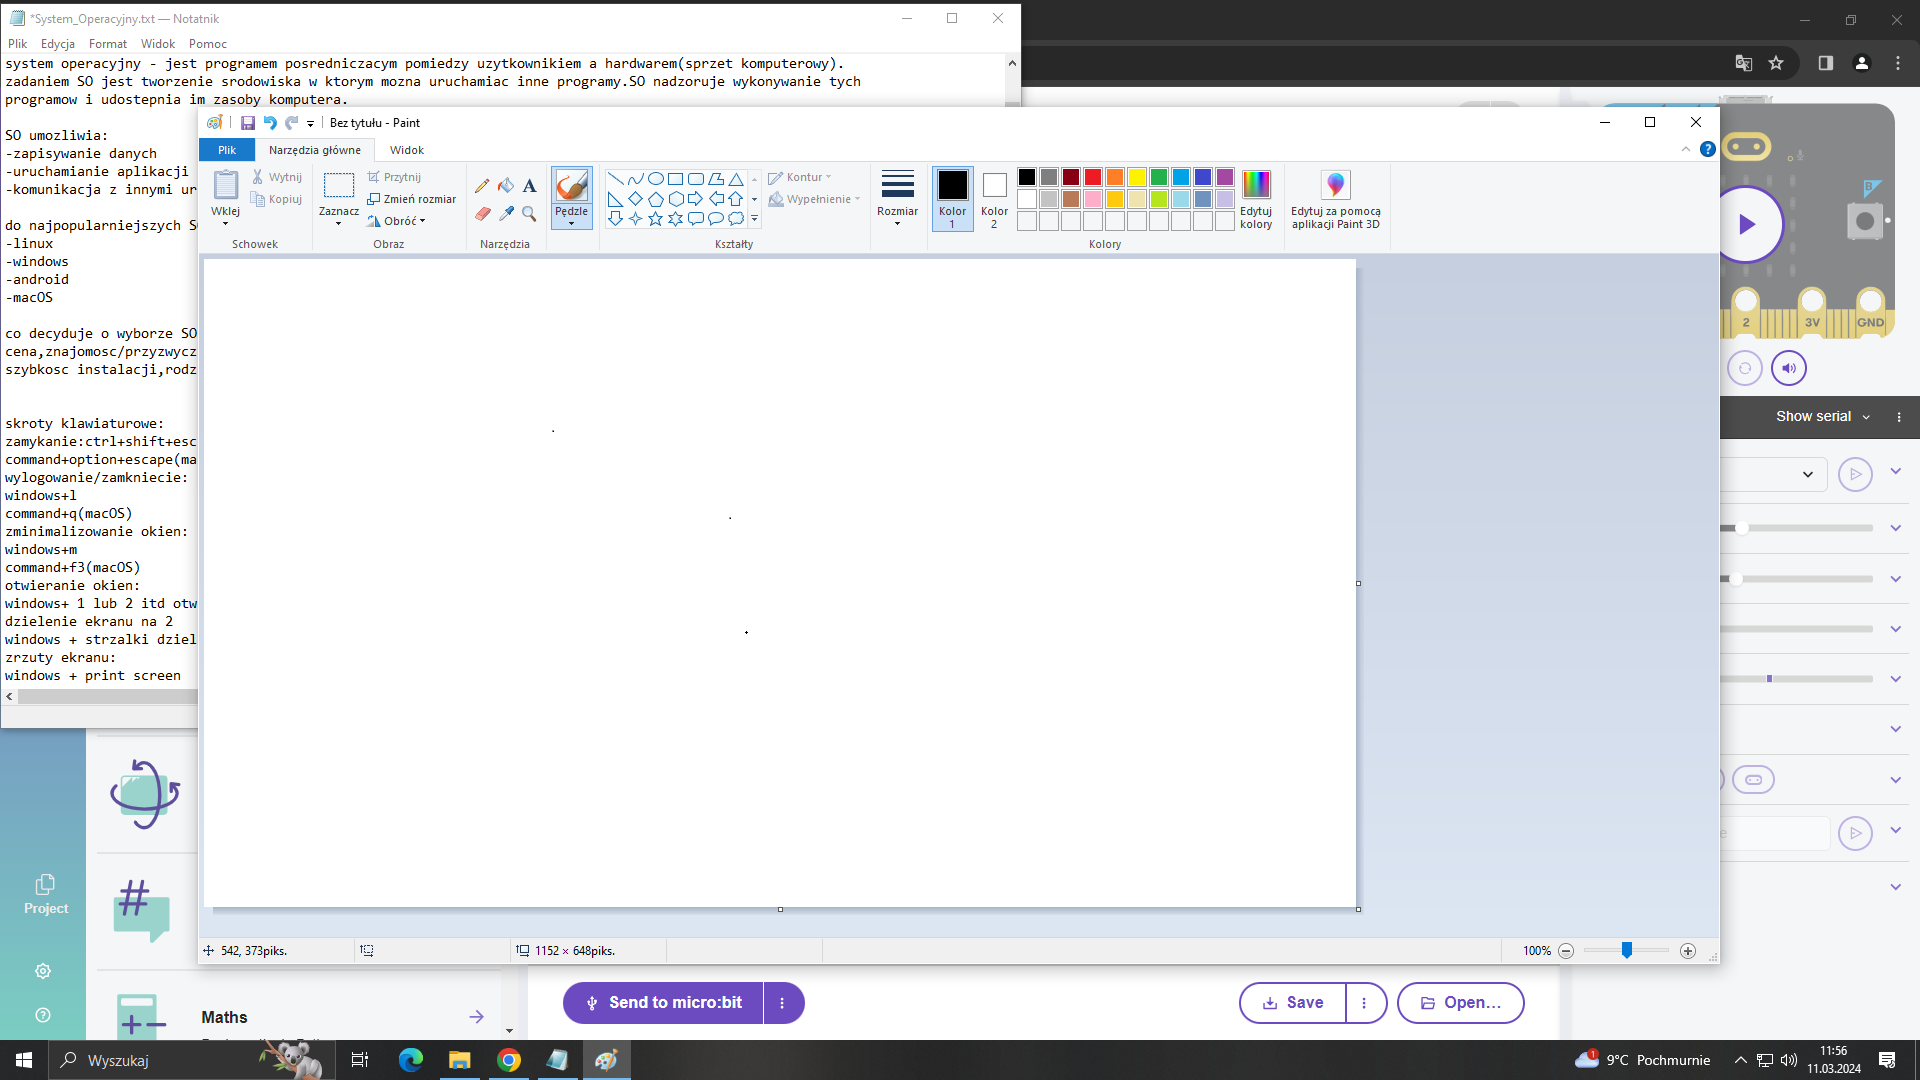 *System_Operacyjny.txt — Notatnik
Plik Edycja Format Widok Pomoc
system operacyjny - jest programem posredniczacym pomiedzy uzytkownikiem a hardwarem(sprzet komputerowy).
zadaniem SO jest tworzenie srodowiska w ktorym mozna uruchamiac inne programy.SO nadzoruje wykonywanie tych
programow i udostepnia im zasoby komputera.
SO umozliwia:
-zapisywanie danych
-uruchamianie aplikacji
-komunikacja z innymi ur
do najpopularniejszych SO
-linux
-windows
-android
-macOS
co decyduje o wyborze SO
cena,znajomosc/przyzwycz
szybkosc instalacji,rodz
skroty klawiaturowe:
zamykanie:ctrl+shift+esc
command+option+escape(ma
wylogowanie/zamkniecie:
windows+l
command+q(macOS)
zminimalizowanie okien:
windows+m
command+f3(macOS)
otwieranie okien:
windows+ 1 lub 2 itd otw
dzielenie ekranu na 2
windows + strzalki dziel
zrzuty ekranu:
windows + print screen
Bez tytułu - Paint
Plik Narzędzia główne Widok
Wklej
Wytnij
Kopiuj
Schowek
Zaznacz
Przytnij
Zmień rozmiar
Obróć
Obraz
A
Narzędzia
Pędzle
Kształty
Kontur
Wypełnienie
Rozmiar
Kolor
1
Kolor
2
Edytuj
kolory
Kolory
Edytuj za pomocą
aplikacji Paint 3D
542, 373piks.
1152 × 648piks.
100%
B
2 3V GND
Show serial
Project
#
Maths
Send to micro:bit
Save
Open...
Wyszukaj
1
9°C Pochmurnie
11:56
11.03.2024